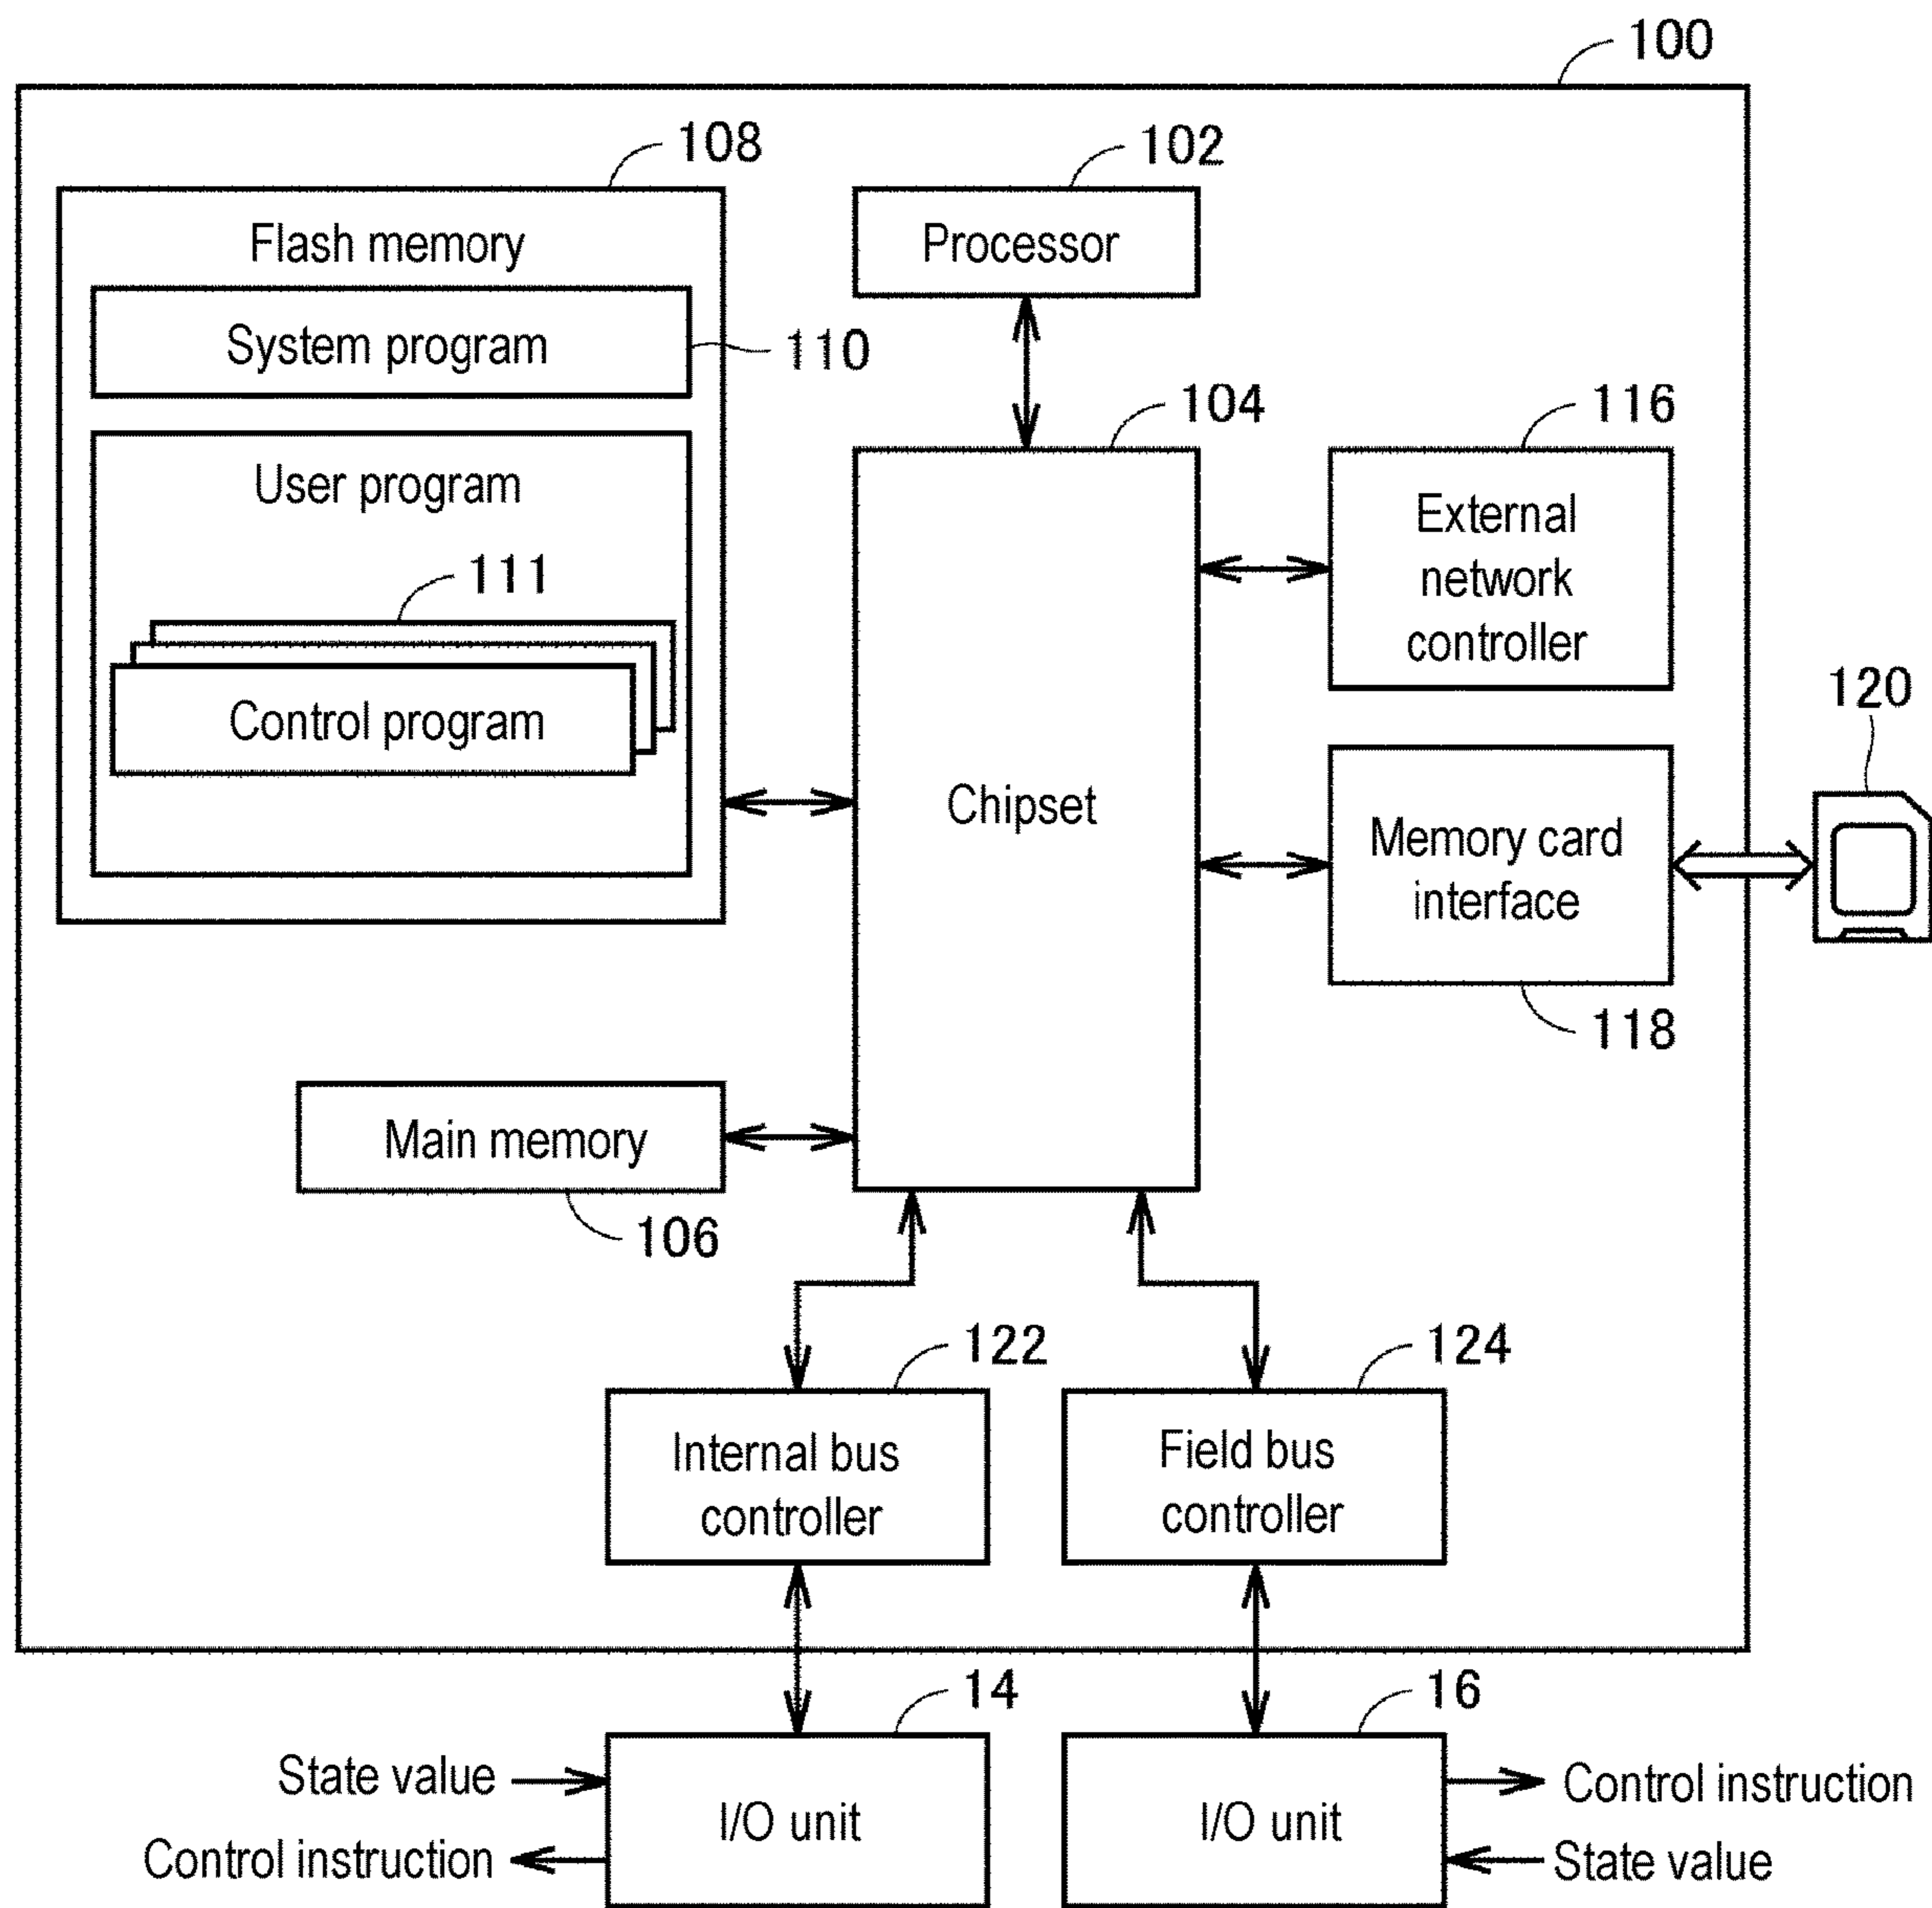 100
108
102
Flash memory
Processor
System program
110
104
116
User program
External
network
controller
111
Control program
120
Chipset
Memory card
interface
118
Main memory
106
122
124
Internal bus
controller
Field bus
controller
14
16
State value
I/O unit
Control instruction
I/O unit
Control instruction
State value